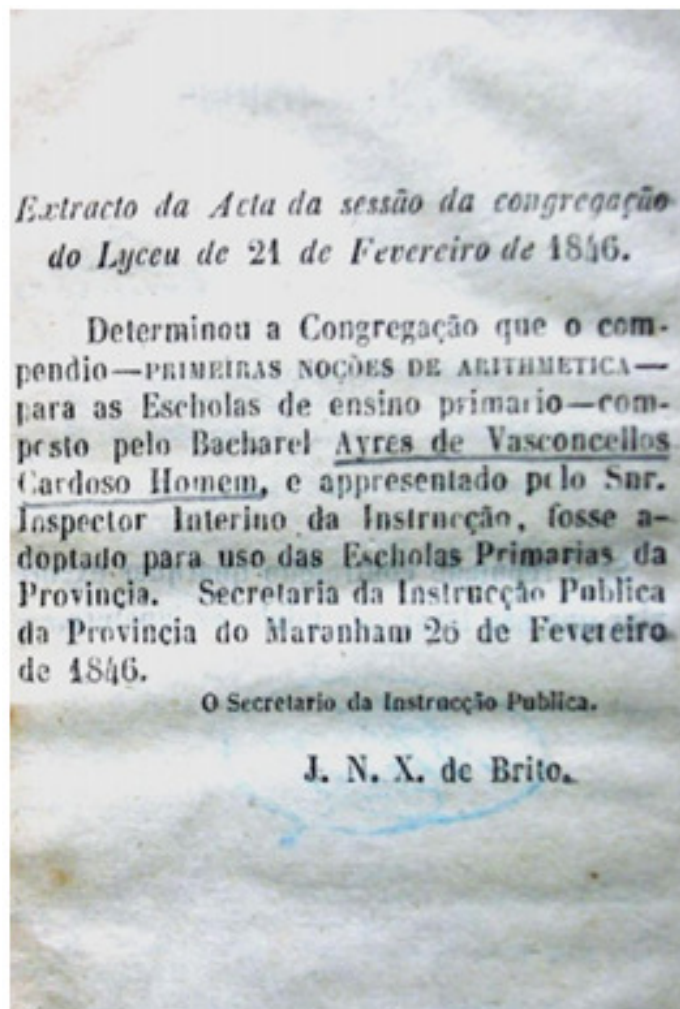 Extracto da Acta da sessão da congregação
do Lyceu de 21 de Fevereiro de 1846.
Determinou a Congregação que o com-
pendio—PRIMEIRAS NOÇÕES DE ARITHMETICA—
para as Escholas de ensino primario—com-
posto pelo Bacharel Ayres de Vasconcellos
Cardoso Homem, e appresentado pelo Snr.
Inspector Interino da Instrucção, fosse a-
doptado para uso das Escholas Primarias da
Provincia. Secretaria da Instrucção Publica
da Provincia do Maranham 26 de Fevereiro
de 1846.
O Secretario da Instrucção Publica.
J. N. X. de Brito.